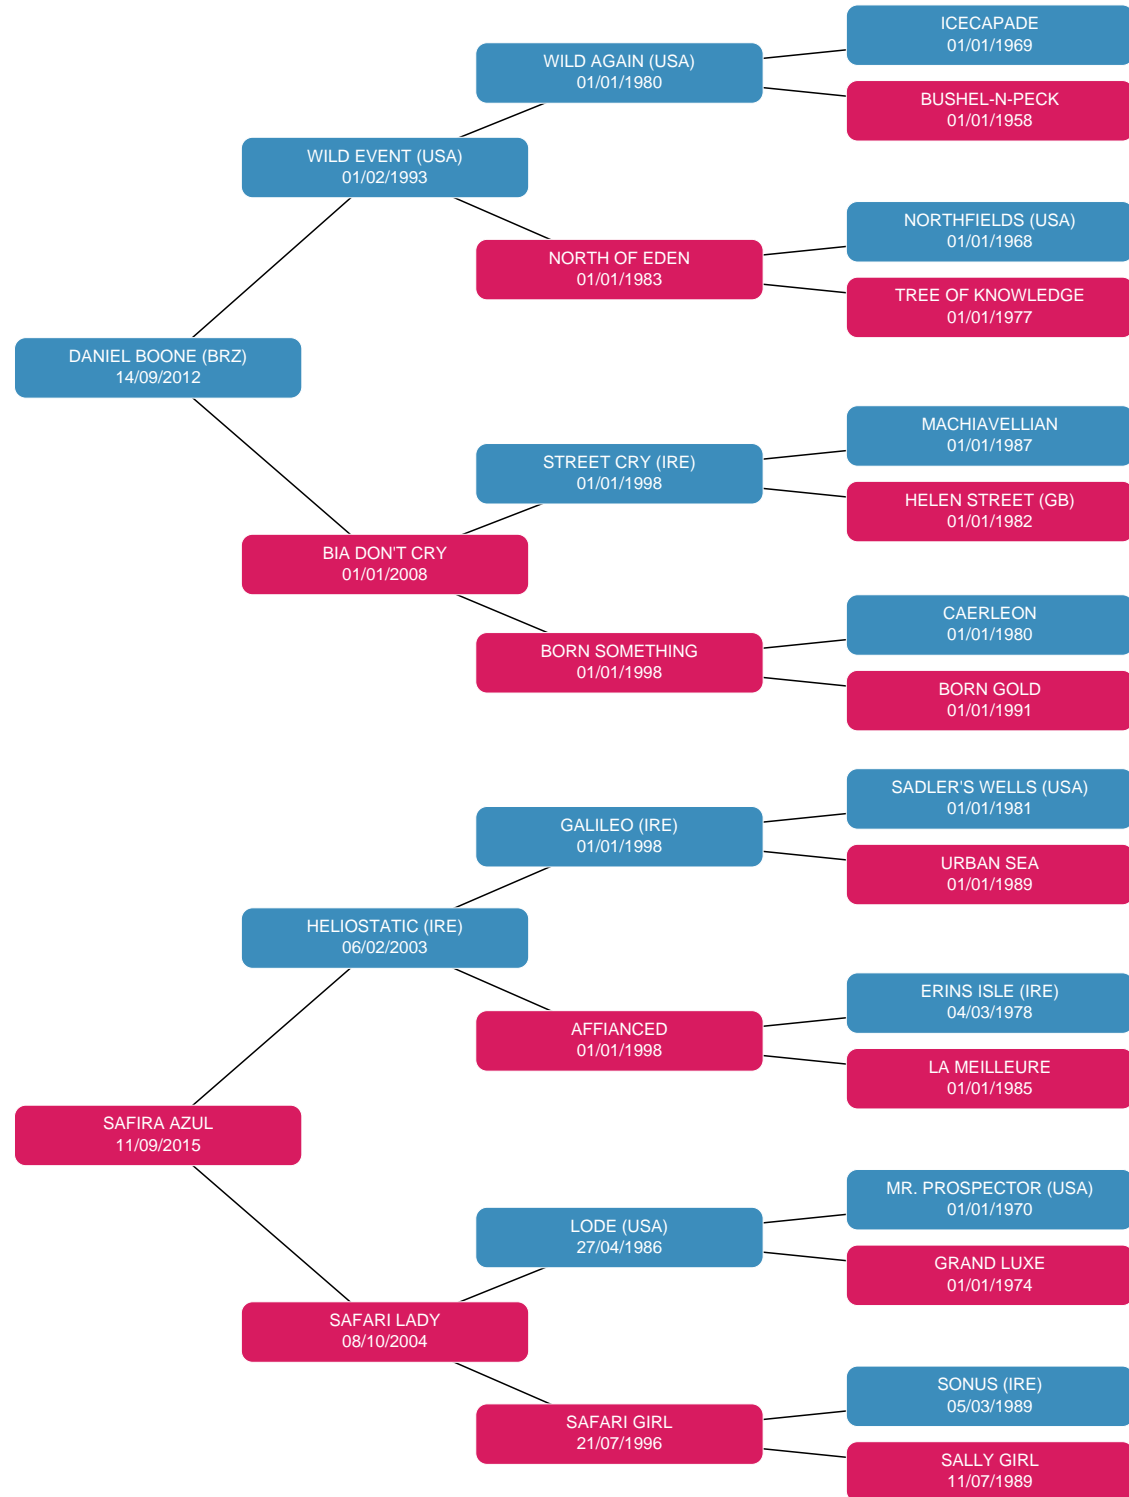 ICECAPADE
01/01/1969
WILD AGAIN (USA)
01/01/1980
BUSHEL-N-PECK
01/01/1958
WILD EVENT (USA)
01/02/1993
NORTHFIELDS (USA)
01/01/1968
NORTH OF EDEN
01/01/1983
TREE OF KNOWLEDGE
01/01/1977
DANIEL BOONE (BRZ)
14/09/2012
MACHIAVELLIAN
01/01/1987
STREET CRY (IRE)
01/01/1998
HELEN STREET (GB)
01/01/1982
BIA DON'T CRY
01/01/2008
CAERLEON
01/01/1980
BORN SOMETHING
01/01/1998
BORN GOLD
01/01/1991
SADLER'S WELLS (USA)
01/01/1981
GALILEO (IRE)
01/01/1998
URBAN SEA
01/01/1989
HELIOSTATIC (IRE)
06/02/2003
ERINS ISLE (IRE)
04/03/1978
AFFIANCED
01/01/1998
LA MEILLEURE
01/01/1985
SAFIRA AZUL
11/09/2015
MR. PROSPECTOR (USA)
01/01/1970
LODE (USA)
27/04/1986
GRAND LUXE
01/01/1974
SAFARI LADY
08/10/2004
SONUS (IRE)
05/03/1989
SAFARI GIRL
21/07/1996
SALLY GIRL
11/07/1989